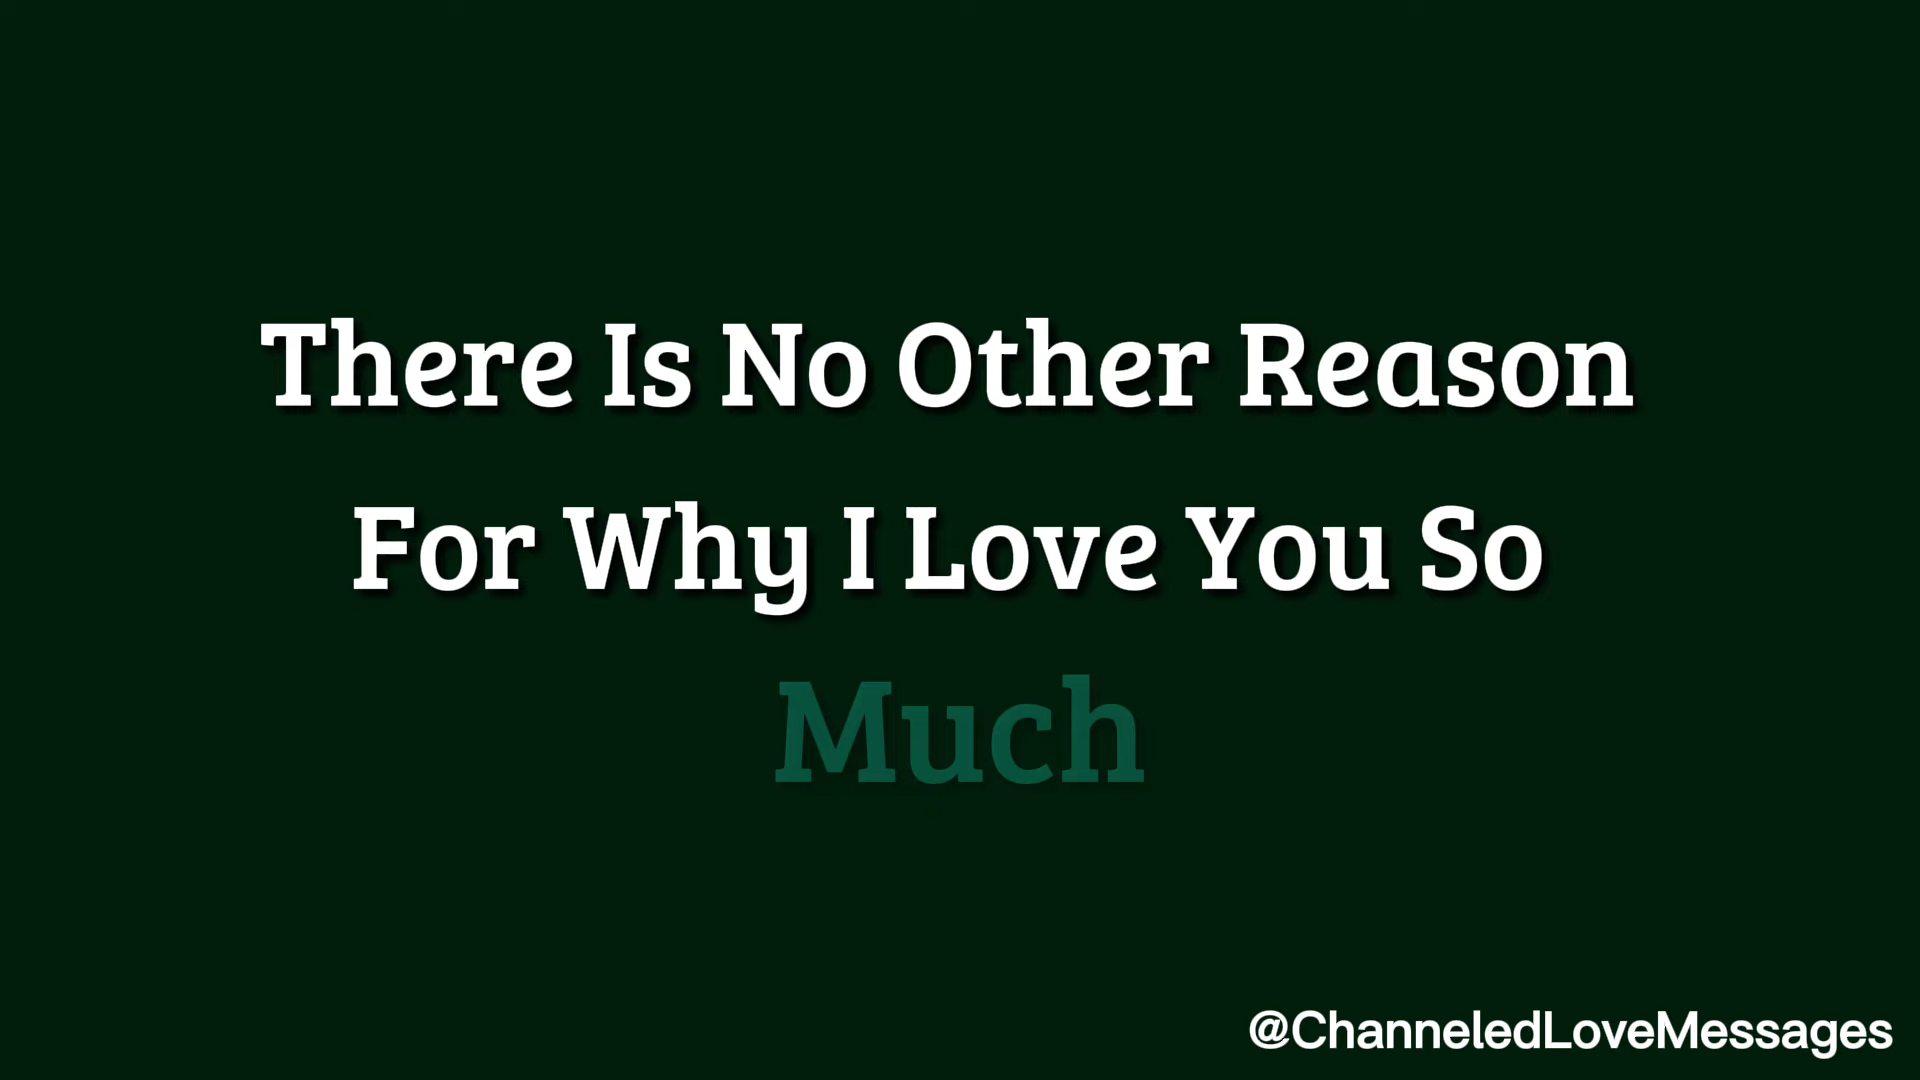 There Is No Other Reason
For Why I Love You So
Much
@ChanneledLoveMessages